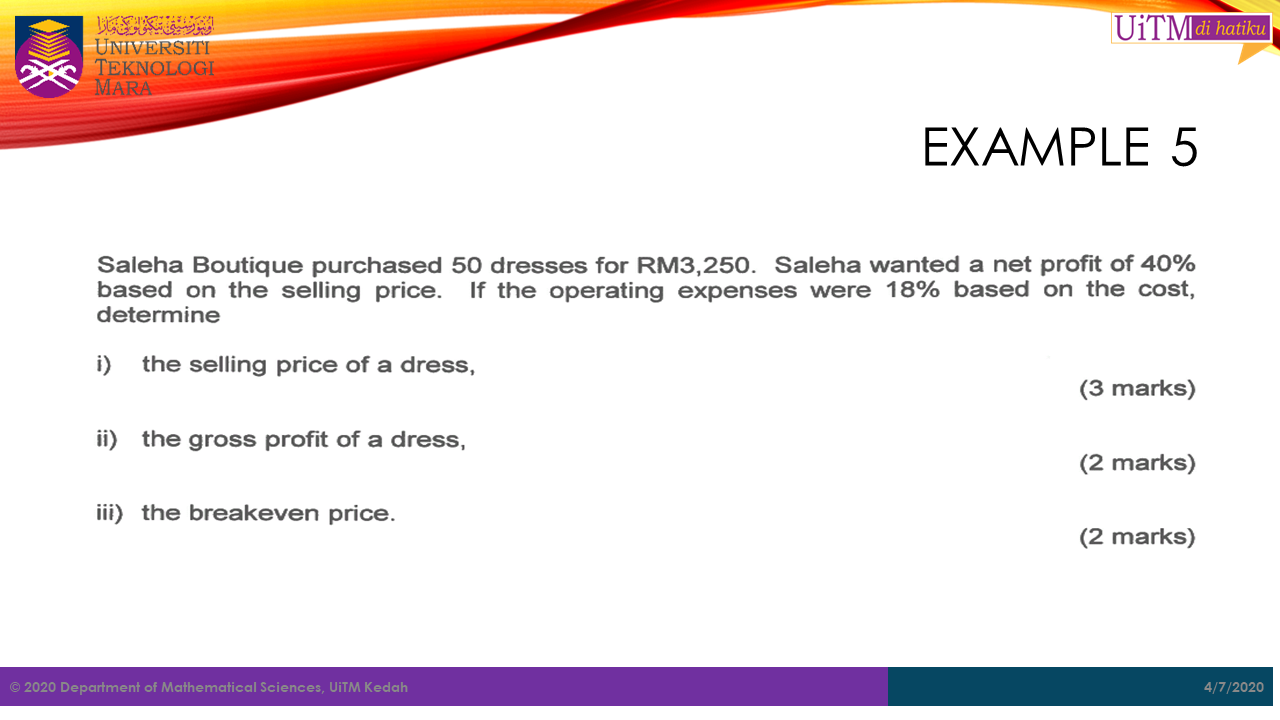 اونيۏرسيتي تيكنولوݢي مارا
UNIVERSITI
TEKNOLOGI
MARA
UiTM di hatiku
EXAMPLE 5
Saleha Boutique purchased 50 dresses for RM3,250. Saleha wanted a net profit of 40%
based on the selling price. If the operating expenses were 18% based on the cost,
determine
i) the selling price of a dress,
(3 marks)
ii) the gross profit of a dress,
(2 marks)
iii) the breakeven price.
(2 marks)
© 2020 Department of Mathematical Sciences, UiTM Kedah
4/7/2020